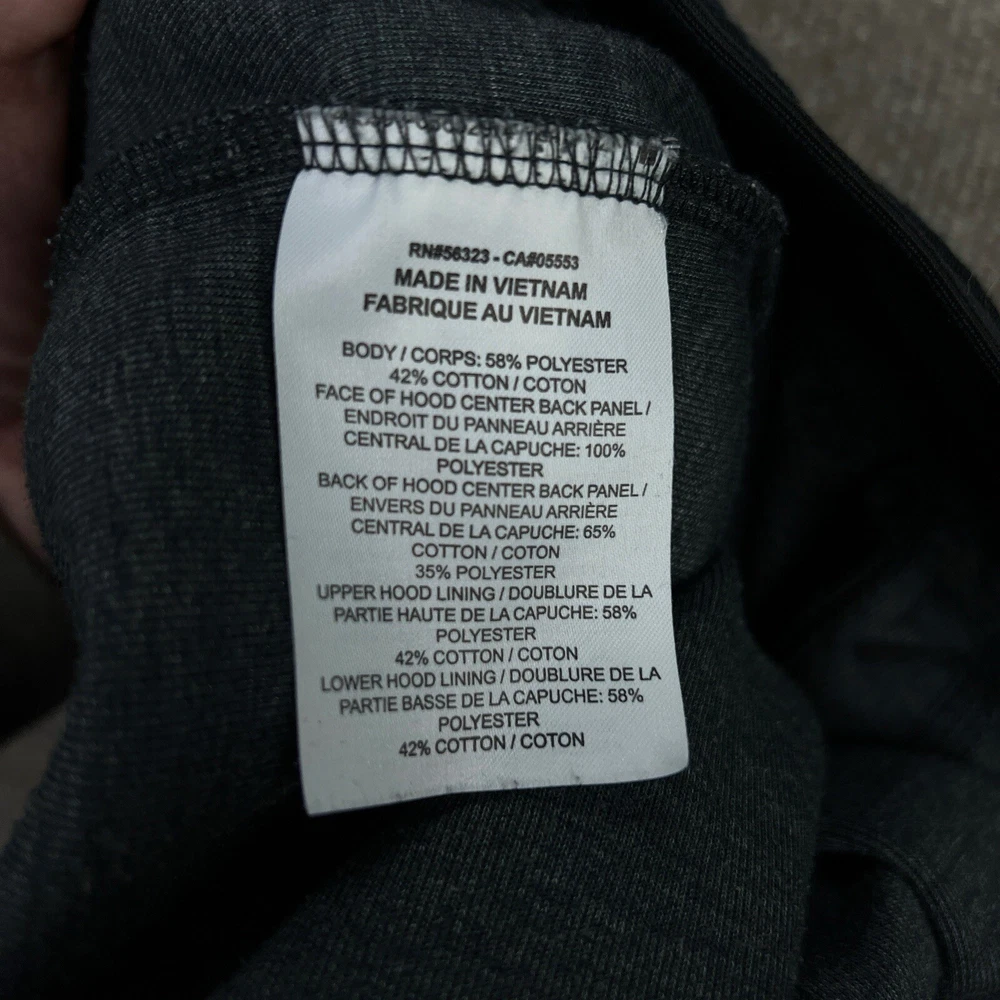 RN#56323 - CA#05553
MADE IN VIETNAM
FABRIQUE AU VIETNAM
BODY / CORPS: 58% POLYESTER
42% COTTON / COTON
FACE OF HOOD CENTER BACK PANEL /
ENDROIT DU PANNEAU ARRIÈRE
CENTRAL DE LA CAPUCHE: 100%
POLYESTER
BACK OF HOOD CENTER BACK PANEL /
ENVERS DU PANNEAU ARRIÈRE
CENTRAL DE LA CAPUCHE: 65%
COTTON / COTON
35% POLYESTER
UPPER HOOD LINING / DOUBLURE DE LA
PARTIE HAUTE DE LA CAPUCHE: 58%
POLYESTER
42% COTTON / COTON
LOWER HOOD LINING / DOUBLURE DE LA
PARTIE BASSE DE LA CAPUCHE: 58%
POLYESTER
42% COTTON / COTON